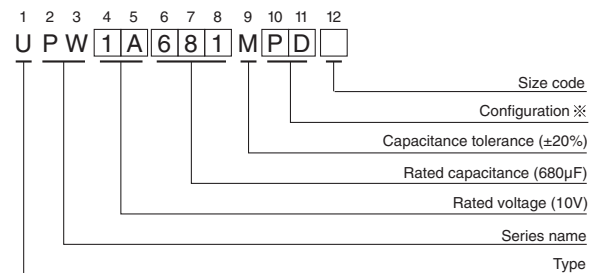 1 2 3 4 5 6 7 8 9 10 11 12
U P W 1 A 6 8 1 M P D
Size code
Configuration ※
Capacitance tolerance (±20%)
Rated capacitance (680µF)
Rated voltage (10V)
Series name
Type